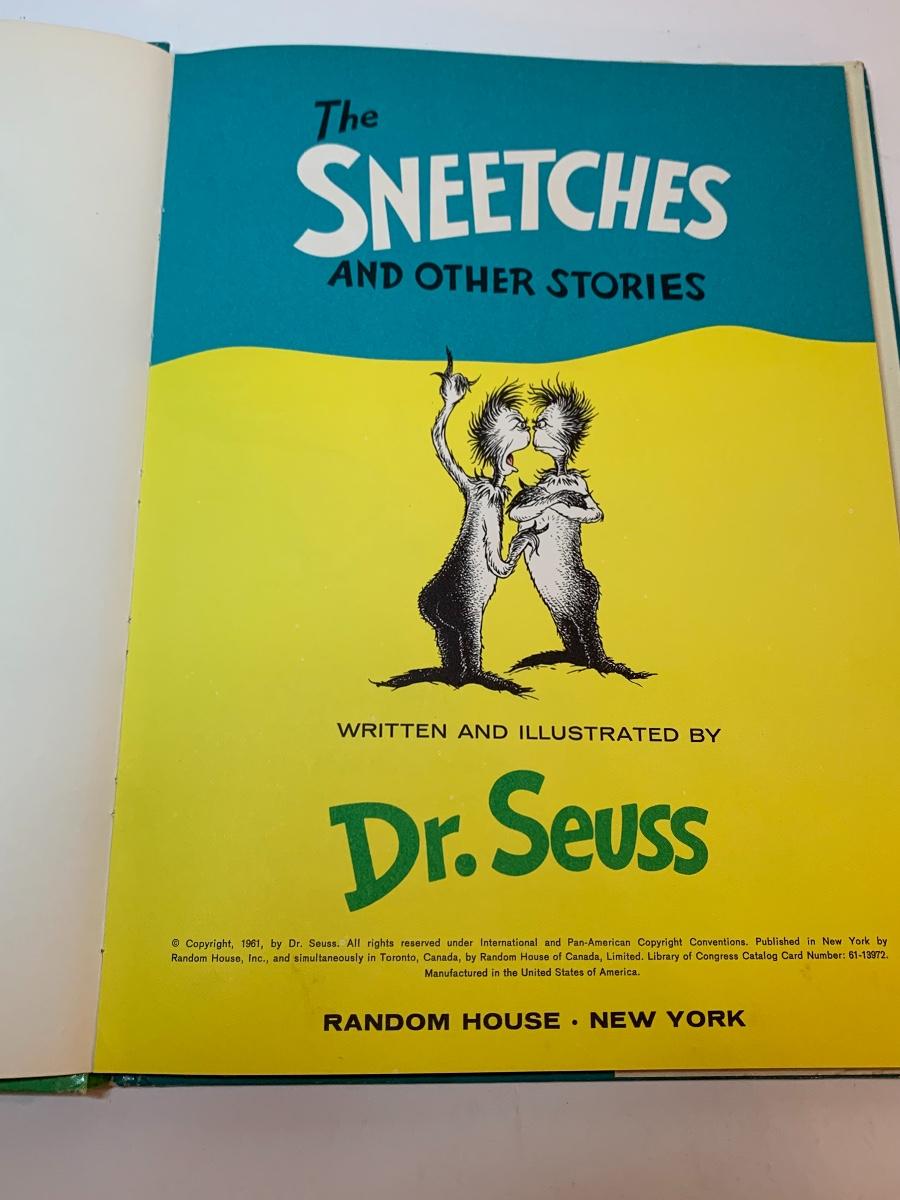 The
SNEETCHES
AND OTHER STORIES
WRITTEN AND ILLUSTRATED BY
Dr. Seuss
© Copyright, 1961, by Dr. Seuss. All rights reserved under International and Pan-American Copyright Conventions. Published in New York by
Random House, Inc., and simultaneously in Toronto, Canada, by Random House of Canada, Limited. Library of Congress Catalog Card Number: 61-13972.
Manufactured in the United States of America.
RANDOM HOUSE · NEW YORK